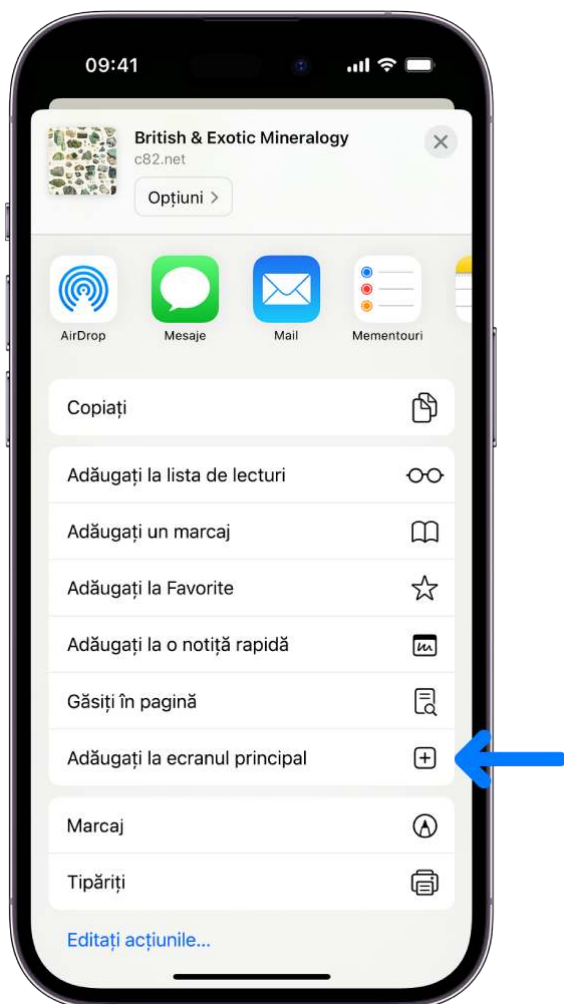 09:41
British & Exotic Mineralogy
c82.net
Opțiuni >
AirDrop
Mesaje
Mail
Mementouri
Copiați
Adăugați la lista de lecturi
Adăugați un marcaj
Adăugați la Favorite
Adăugați la o notiță rapidă
Găsiți în pagină
Adăugați la ecranul principal
Marcaj
Tipăriți
Editați acțiunile...